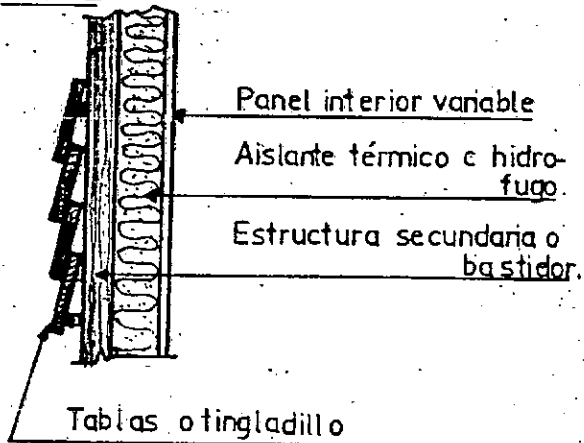 Panel interior variable
Aislante térmico e hidro-
fugo.
Estructura secundaria o
bastidor.
Tablas o tingladillo